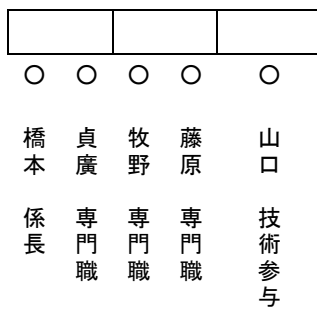 ○ 山口 技術参与
○ 藤原 専門職
○ 牧野 専門職
○ 貞廣 専門職
○ 橋本 係長